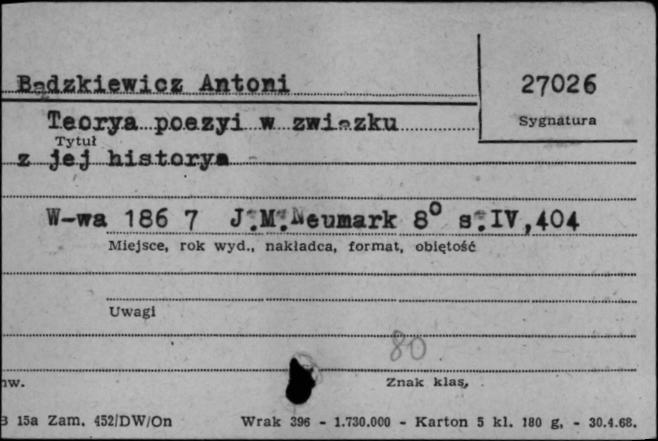 Bądzkiewicz Antoni
27026
Sygnatura
Teorya poezyi w związku
Tytuł
z jej historyą
W-wa 186 7 J.M.Neumark 8° s.IV,404
Miejsce, rok wyd., nakładca, format, objętość
Uwagi
80
nw.
Znak klas.
B 15a Zam. 452/DW/On Wrak 396 - 1.730.000 - Karton 5 kl. 180 g. - 30.4.68.